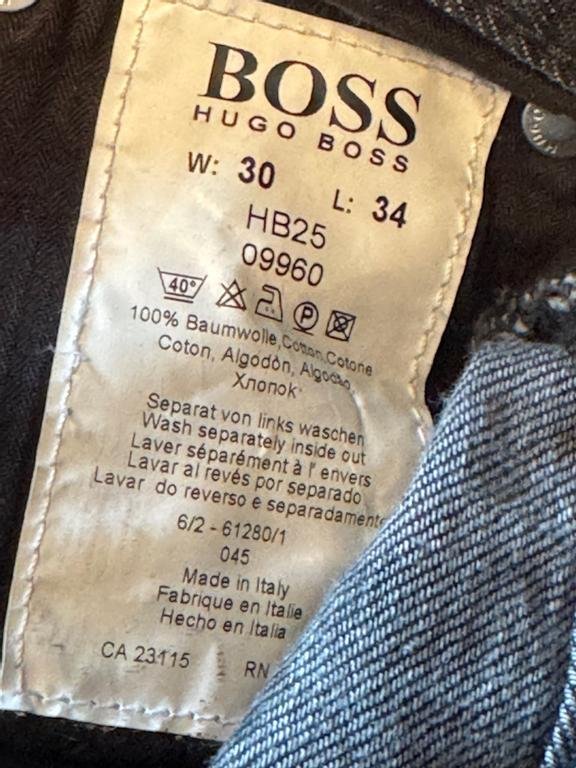 BOSS
HUGO BOSS
W: 30 L: 34
HB25
09960
40° P
100% Baumwolle, Cotton, Cotone
Coton, Algodòn, Algodão,
Хлопок
Separat von links waschen
Wash separately inside out
Laver séparément à l' envers
Lavar al revés por separado
Lavar do reverso e separadamente
6/2 - 61280/1
045
Made in Italy
Fabrique en Italie
Hecho en Italia
CA 23115 RN